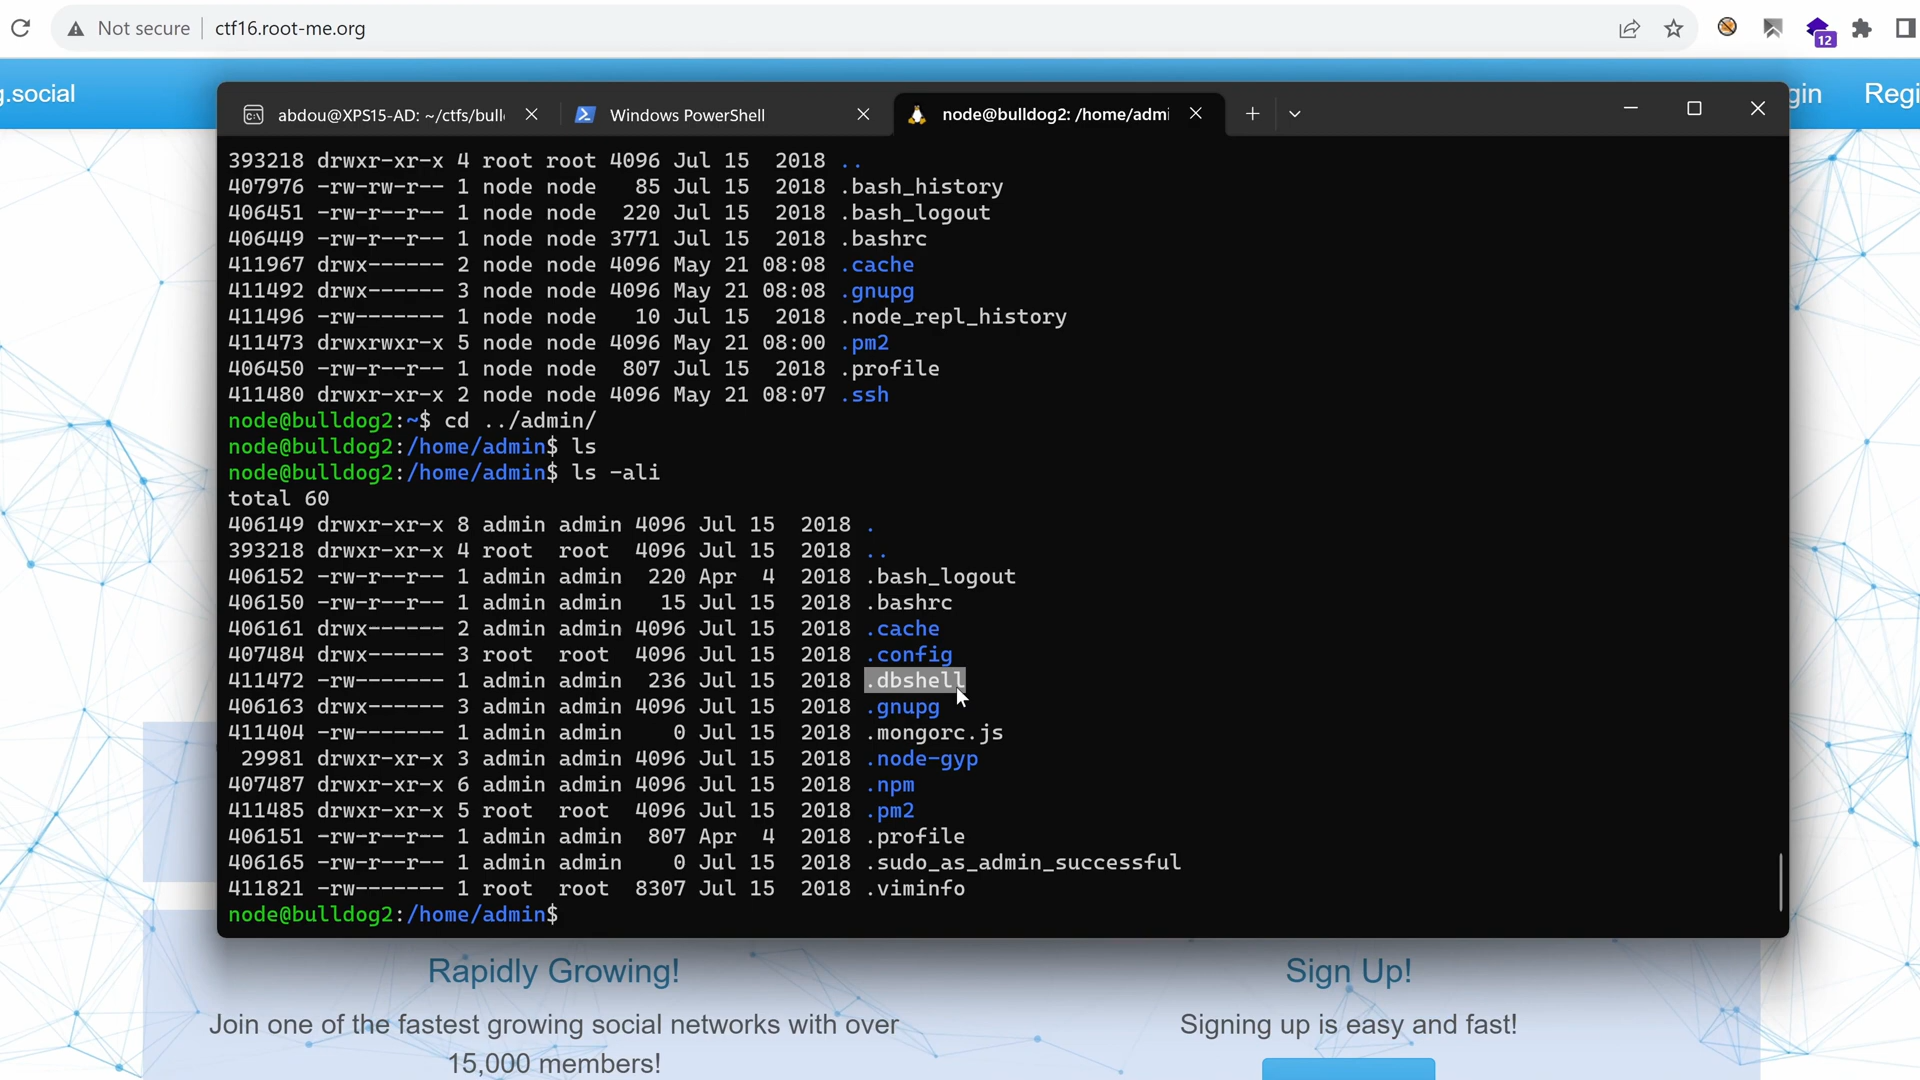 Not secure
ctf16.root-me.org
12
g.social
gin
Regi
abdou@XPS15-AD: ~/ctfs/bull
Windows PowerShell
node@bulldog2: /home/admi
393218 drwxr-xr-x 4 root root 4096 Jul 15  2018 ..
407976 -rw-rw-r-- 1 node node   85 Jul 15  2018 .bash_history
406451 -rw-r--r-- 1 node node  220 Jul 15  2018 .bash_logout
406449 -rw-r--r-- 1 node node 3771 Jul 15  2018 .bashrc
411967 drwx------ 2 node node 4096 May 21 08:08 .cache
411492 drwx------ 3 node node 4096 May 21 08:08 .gnupg
411496 -rw------- 1 node node   10 Jul 15  2018 .node_repl_history
411473 drwxrwxr-x 5 node node 4096 May 21 08:00 .pm2
406450 -rw-r--r-- 1 node node  807 Jul 15  2018 .profile
411480 drwxr-xr-x 2 node node 4096 May 21 08:07 .ssh
node@bulldog2:~$ cd ../admin/
node@bulldog2:/home/admin$ ls
node@bulldog2:/home/admin$ ls -ali
total 60
406149 drwxr-xr-x 8 admin admin 4096 Jul 15  2018 .
393218 drwxr-xr-x 4 root  root  4096 Jul 15  2018 ..
406152 -rw-r--r-- 1 admin admin  220 Apr  4  2018 .bash_logout
406150 -rw-r--r-- 1 admin admin   15 Jul 15  2018 .bashrc
406161 drwx------ 2 admin admin 4096 Jul 15  2018 .cache
407484 drwx------ 3 root  root  4096 Jul 15  2018 .config
411472 -rw------- 1 admin admin  236 Jul 15  2018 .dbshell
406163 drwx------ 3 admin admin 4096 Jul 15  2018 .gnupg
411404 -rw------- 1 admin admin    0 Jul 15  2018 .mongorc.js
 29981 drwxr-xr-x 3 admin admin 4096 Jul 15  2018 .node-gyp
407487 drwxr-xr-x 6 admin admin 4096 Jul 15  2018 .npm
411485 drwxr-xr-x 5 root  root  4096 Jul 15  2018 .pm2
406151 -rw-r--r-- 1 admin admin  807 Apr  4  2018 .profile
406165 -rw-r--r-- 1 admin admin    0 Jul 15  2018 .sudo_as_admin_successful
411821 -rw------- 1 root  root  8307 Jul 15  2018 .viminfo
node@bulldog2:/home/admin$
Rapidly Growing!
Join one of the fastest growing social networks with over
15,000 members!
Sign Up!
Signing up is easy and fast!